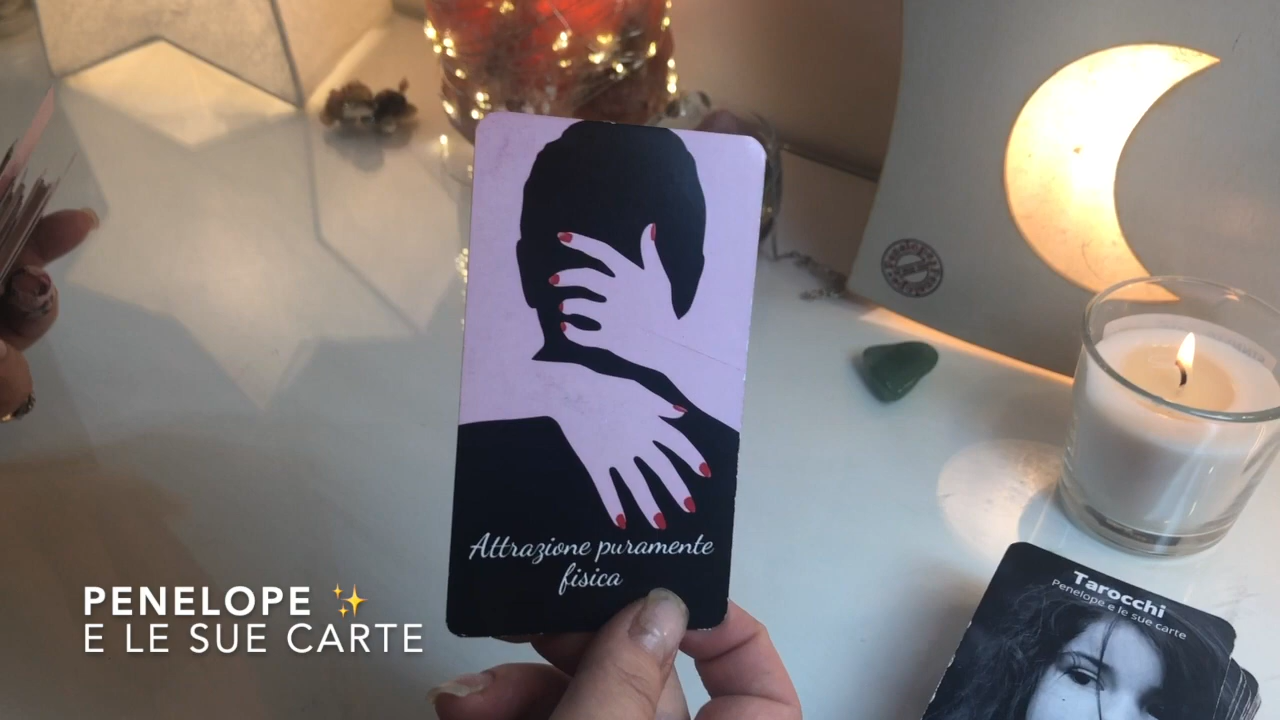 Attrazione puramente
fisica
PENELOPE ✨
E LE SUE CARTE
Tarocchi
Penelope e le sue carte